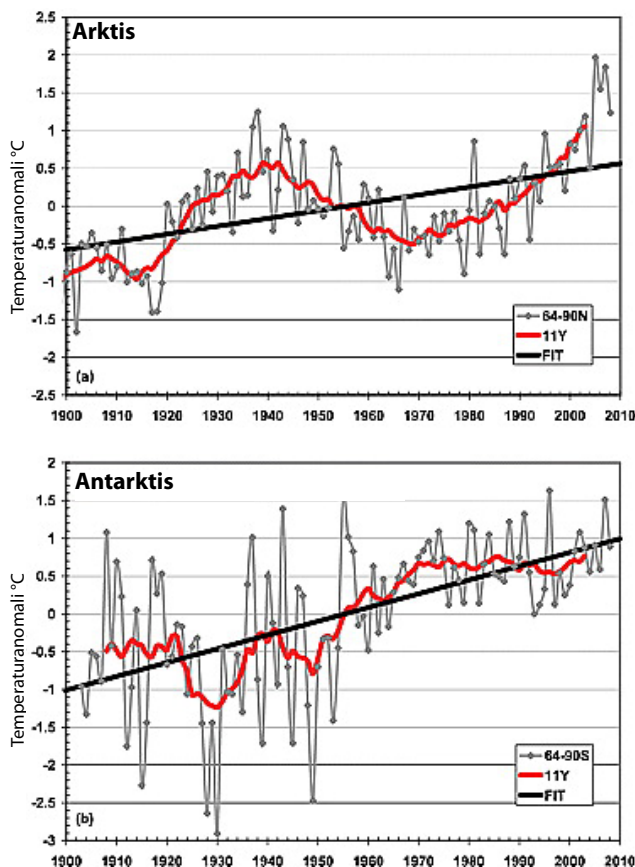 Arktis
Temperaturanomali °C
2.5
2
1.5
1
0.5
0
-0.5
-1
-1.5
-2
-2.5
64-90N
11Y
FIT
(a)
1900 1910 1920 1930 1940 1950 1960 1970 1980 1990 2000 2010
Antarktis
Temperaturanomali °C
2
1.5
1
0.5
0
-0.5
-1
-1.5
-2
-2.5
-3
64-90S
11Y
FIT
(b)
1900 1910 1920 1930 1940 1950 1960 1970 1980 1990 2000 2010